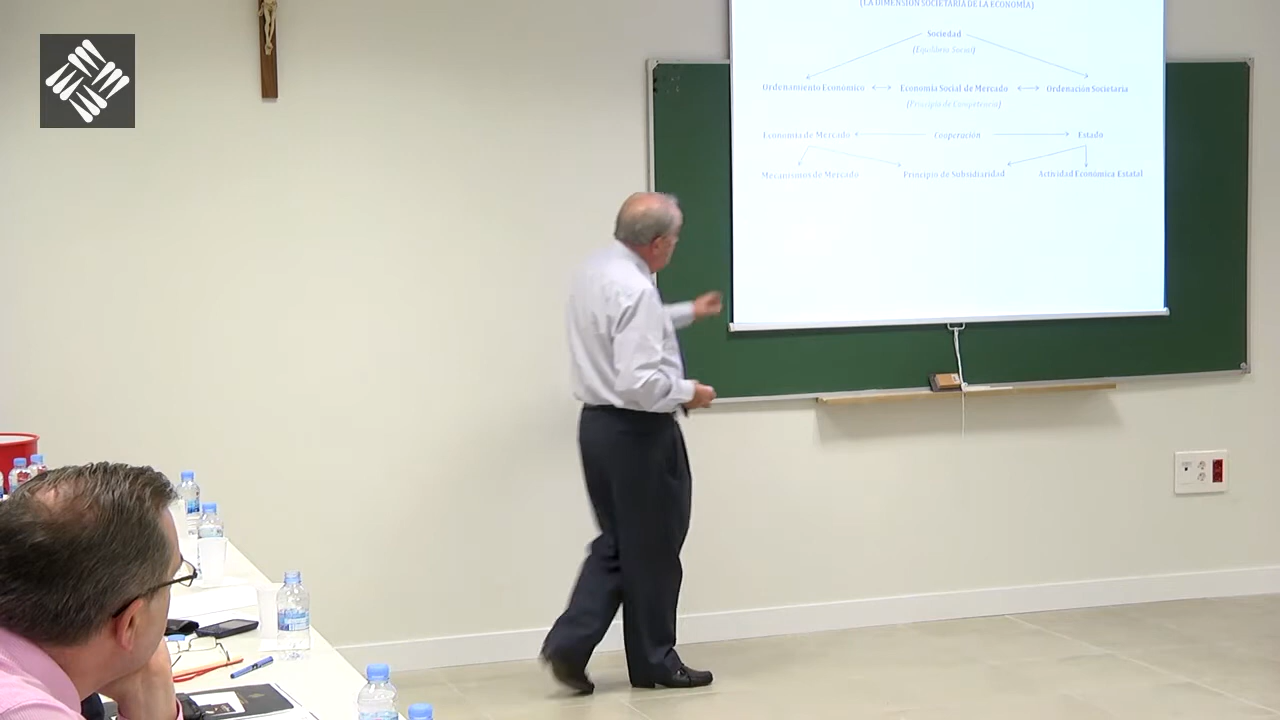 (LA DIMENSIÓN SOCIETARIA DE LA ECONOMÍA)
Sociedad
(Equilibrio Social)
Ordenamiento Económico Economía Social de Mercado Ordenación Societaria
(Principio de Competencia)
Economía de Mercado Cooperación Estado
Mecanismos de Mercado Principio de Subsidiaridad Actividad Económica Estatal